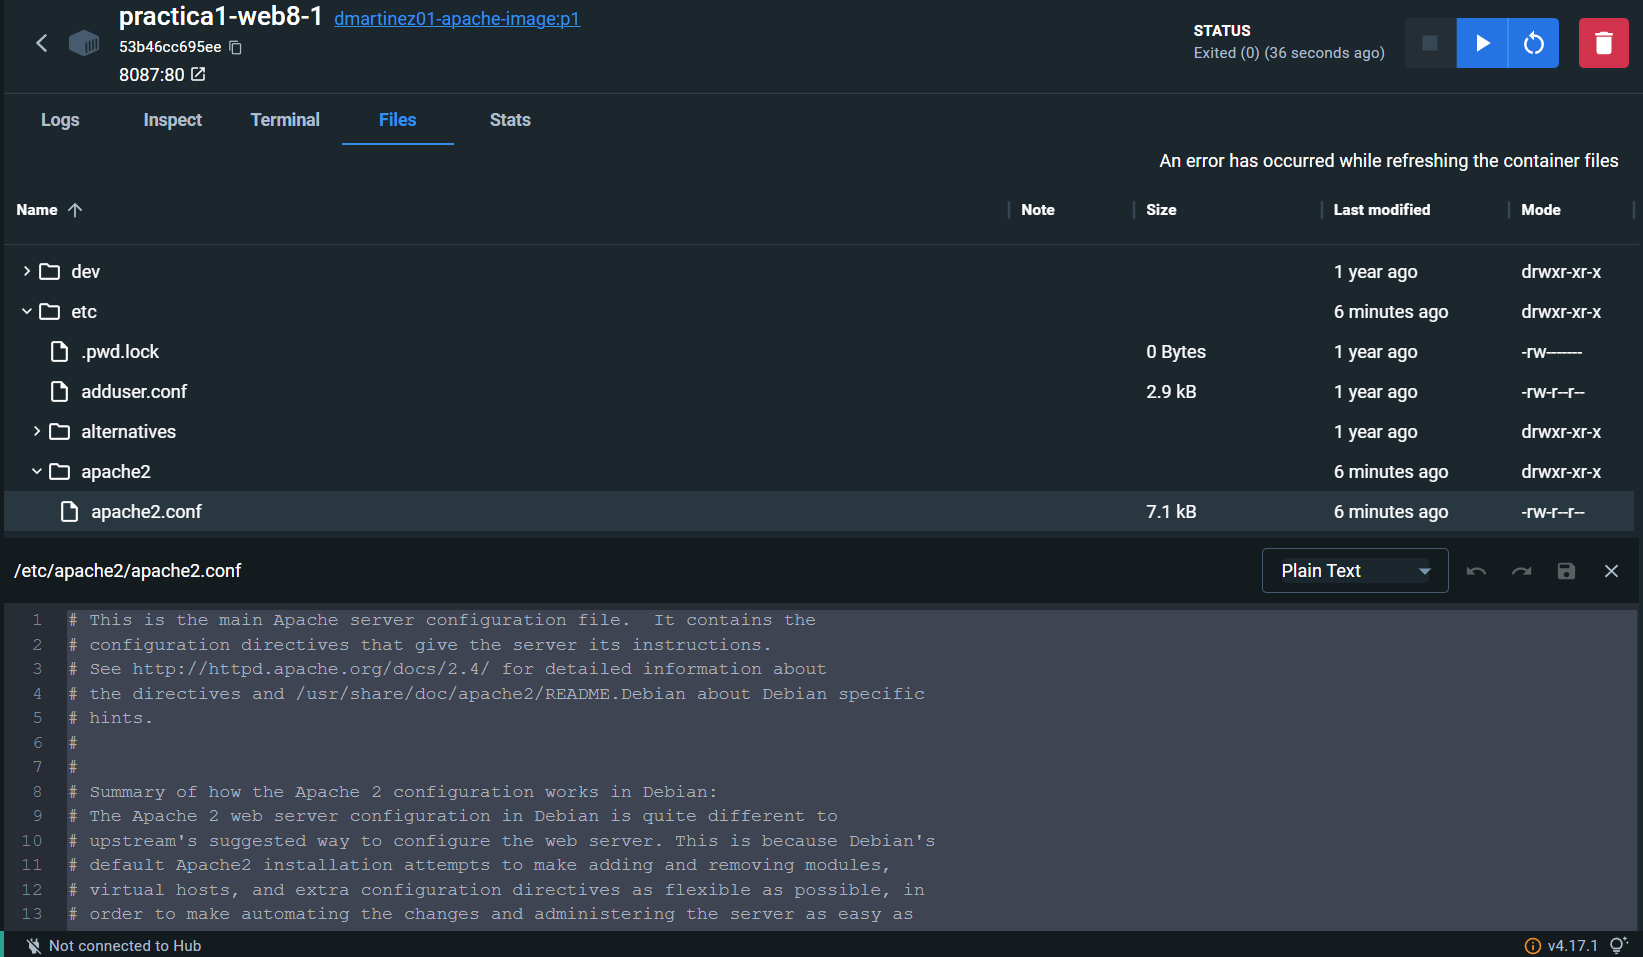 practica1-web8-1 dmartinez01-apache-image:p1
53b46cc695ee
8087:80
STATUS
Exited (0) (36 seconds ago)
Logs Inspect Terminal Files Stats
An error has occurred while refreshing the container files
Name Note Size Last modified Mode
dev 1 year ago drwxr-xr-x
etc 6 minutes ago drwxr-xr-x
.pwd.lock 0 Bytes 1 year ago -rw-------
adduser.conf 2.9 kB 1 year ago -rw-r--r--
alternatives 1 year ago drwxr-xr-x
apache2 6 minutes ago drwxr-xr-x
apache2.conf 7.1 kB 6 minutes ago -rw-r--r--
/etc/apache2/apache2.conf Plain Text
1 # This is the main Apache server configuration file.  It contains the
2 # configuration directives that give the server its instructions.
3 # See http://httpd.apache.org/docs/2.4/ for detailed information about
4 # the directives and /usr/share/doc/apache2/README.Debian about Debian specific
5 # hints.
6 #
7 #
8 # Summary of how the Apache 2 configuration works in Debian:
9 # The Apache 2 web server configuration in Debian is quite different to
10 # upstream's suggested way to configure the web server. This is because Debian's
11 # default Apache2 installation attempts to make adding and removing modules,
12 # virtual hosts, and extra configuration directives as flexible as possible, in
13 # order to make automating the changes and administering the server as easy as
Not connected to Hub v4.17.1